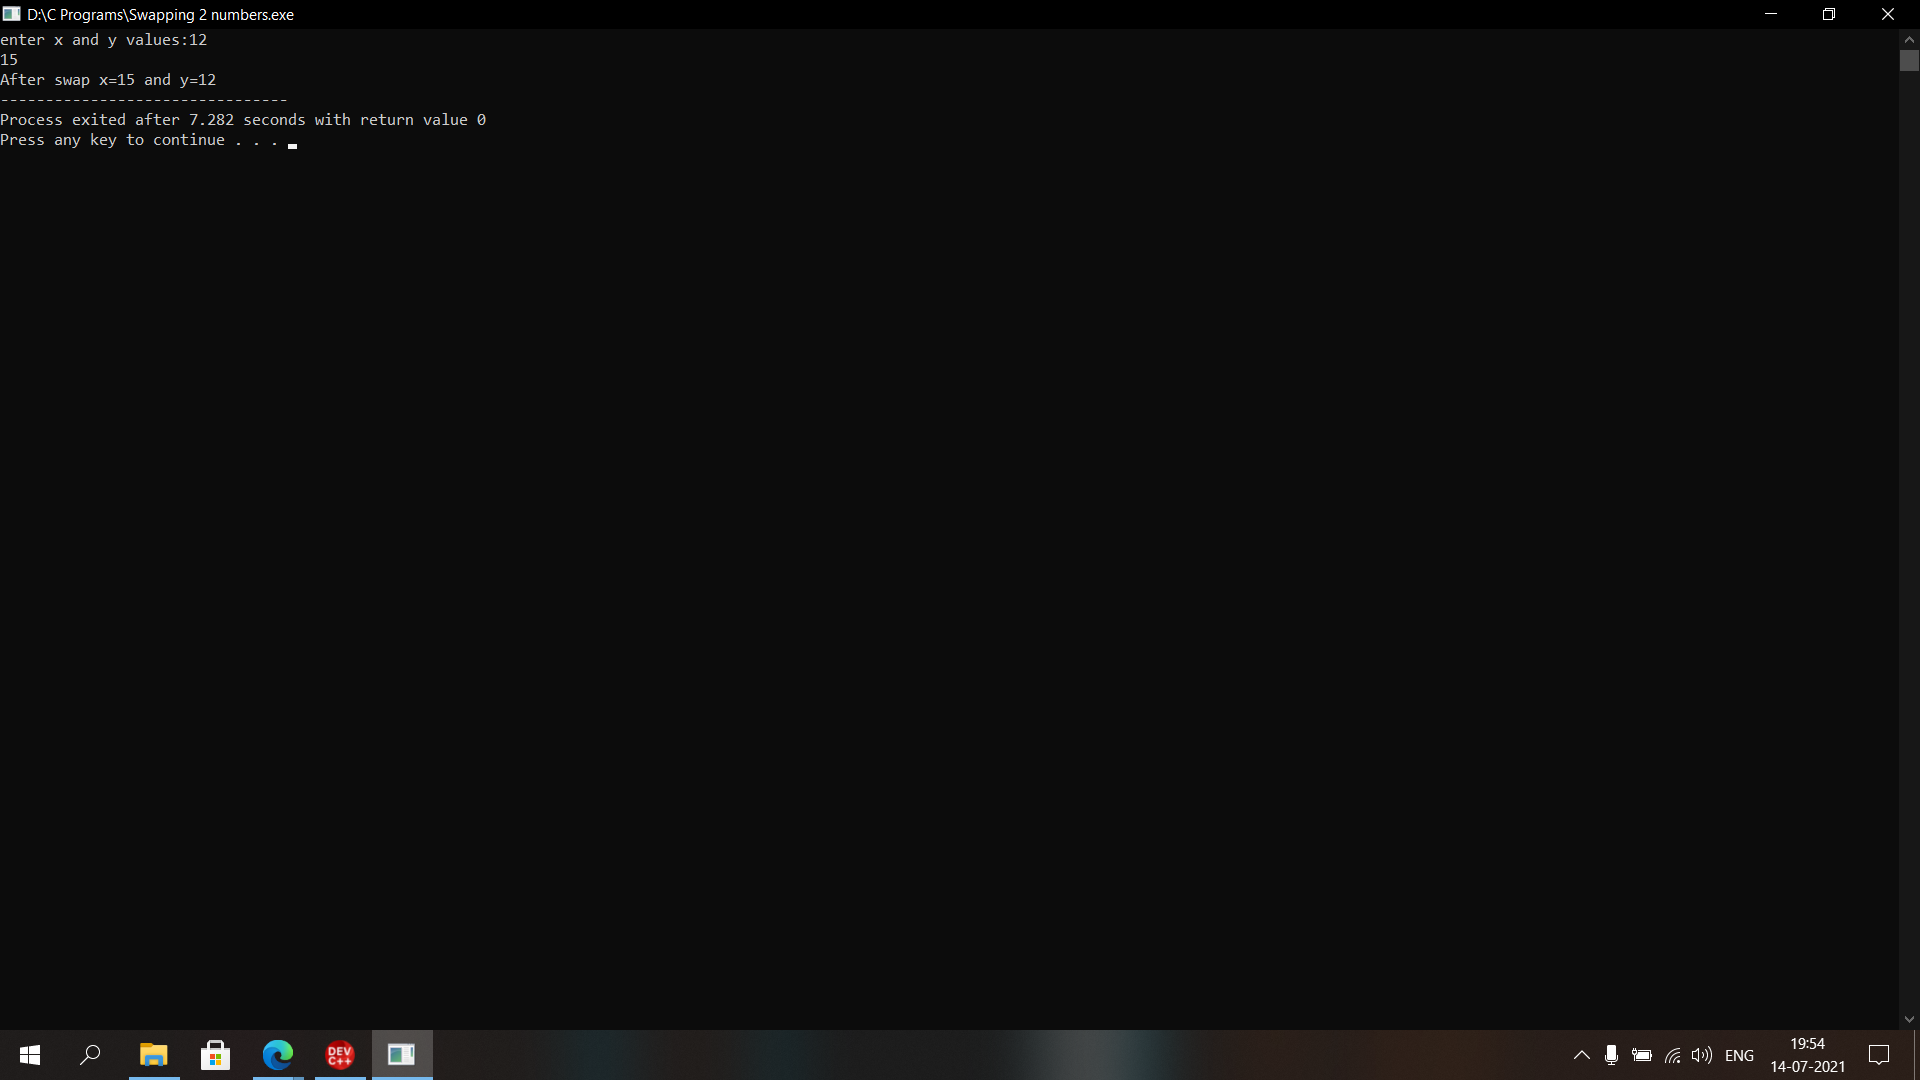 D:\C Programs\Swapping 2 numbers.exe
enter x and y values:12
15
After swap x=15 and y=12
--------------------------------
Process exited after 7.282 seconds with return value 0
Press any key to continue . . .
DEV
C++
ENG
19:54
14-07-2021